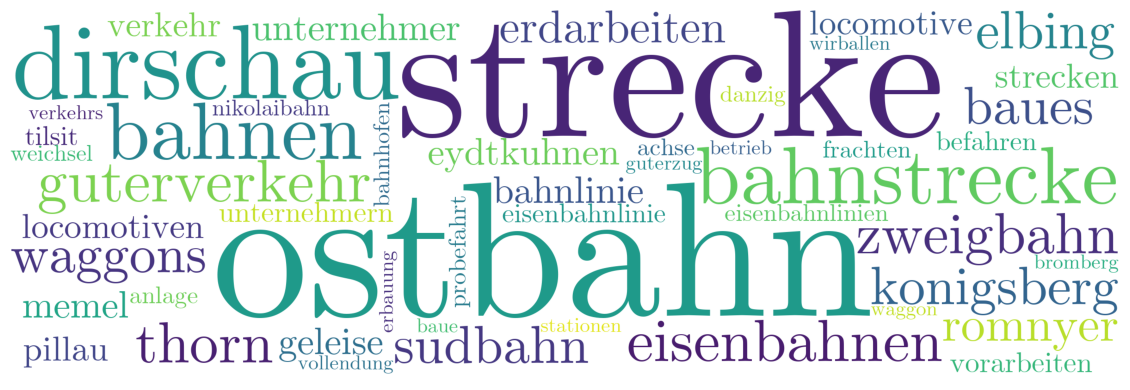 verkehr unternehmer erdarbeiten locomotive elbing
dirschau strecke wirballen
strecken
verkehrs nikolaibahn danzig baues
tilsit bahnen bahnhofen achse betrieb frachten befahren
weichsel eydtkuhnen guterzug
guterverkehr bahnlinie bahnstrecke
unternehmern eisenbahnlinie eisenbahnlinien
locomotiven ostbahn zweigbahn
waggons erbauung probefahrt bromberg
memel anlage konigsberg
waggon
baue stationen romnyer
pillau thorn geleise sudbahn eisenbahnen
vollendung vorarbeiten